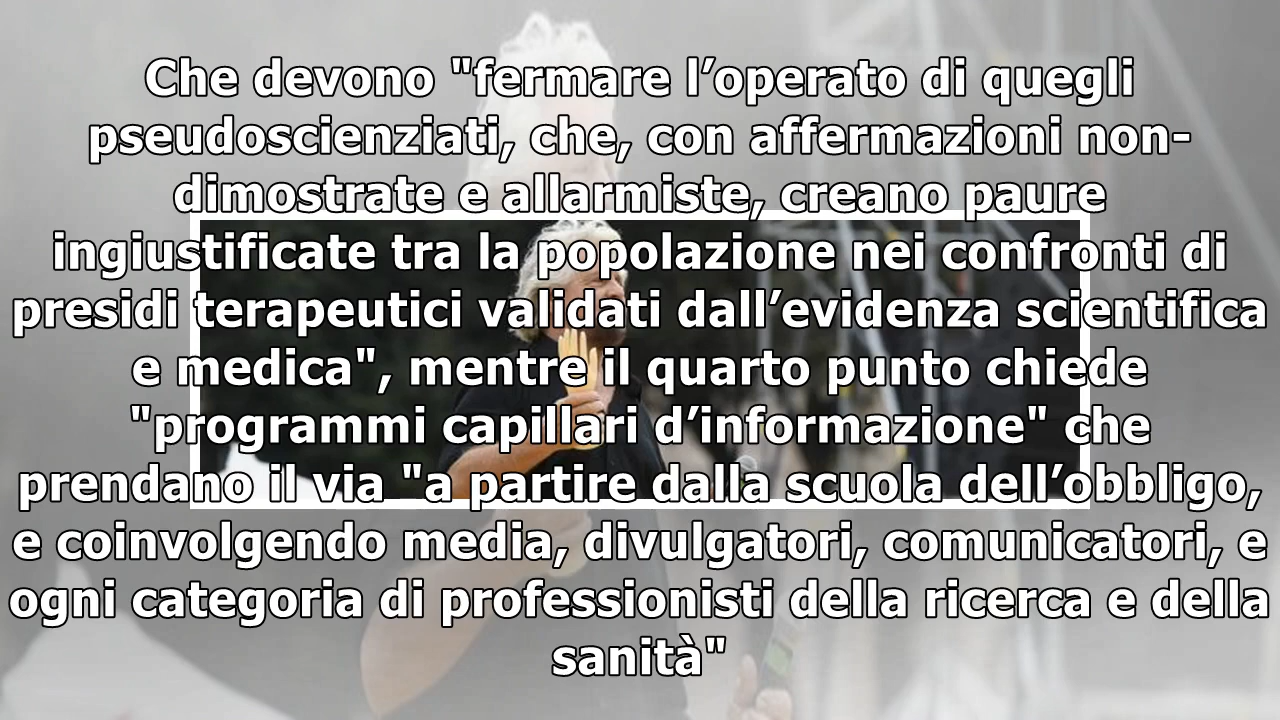 Che devono "fermare l’operato di quegli
pseudoscienziati, che, con affermazioni non-
dimostrate e allarmiste, creano paure
ingiustificate tra la popolazione nei confronti di
presidi terapeutici validati dall’evidenza scientifica
e medica", mentre il quarto punto chiede
"programmi capillari d’informazione" che
prendano il via "a partire dalla scuola dell’obbligo,
e coinvolgendo media, divulgatori, comunicatori, e
ogni categoria di professionisti della ricerca e della
sanità"